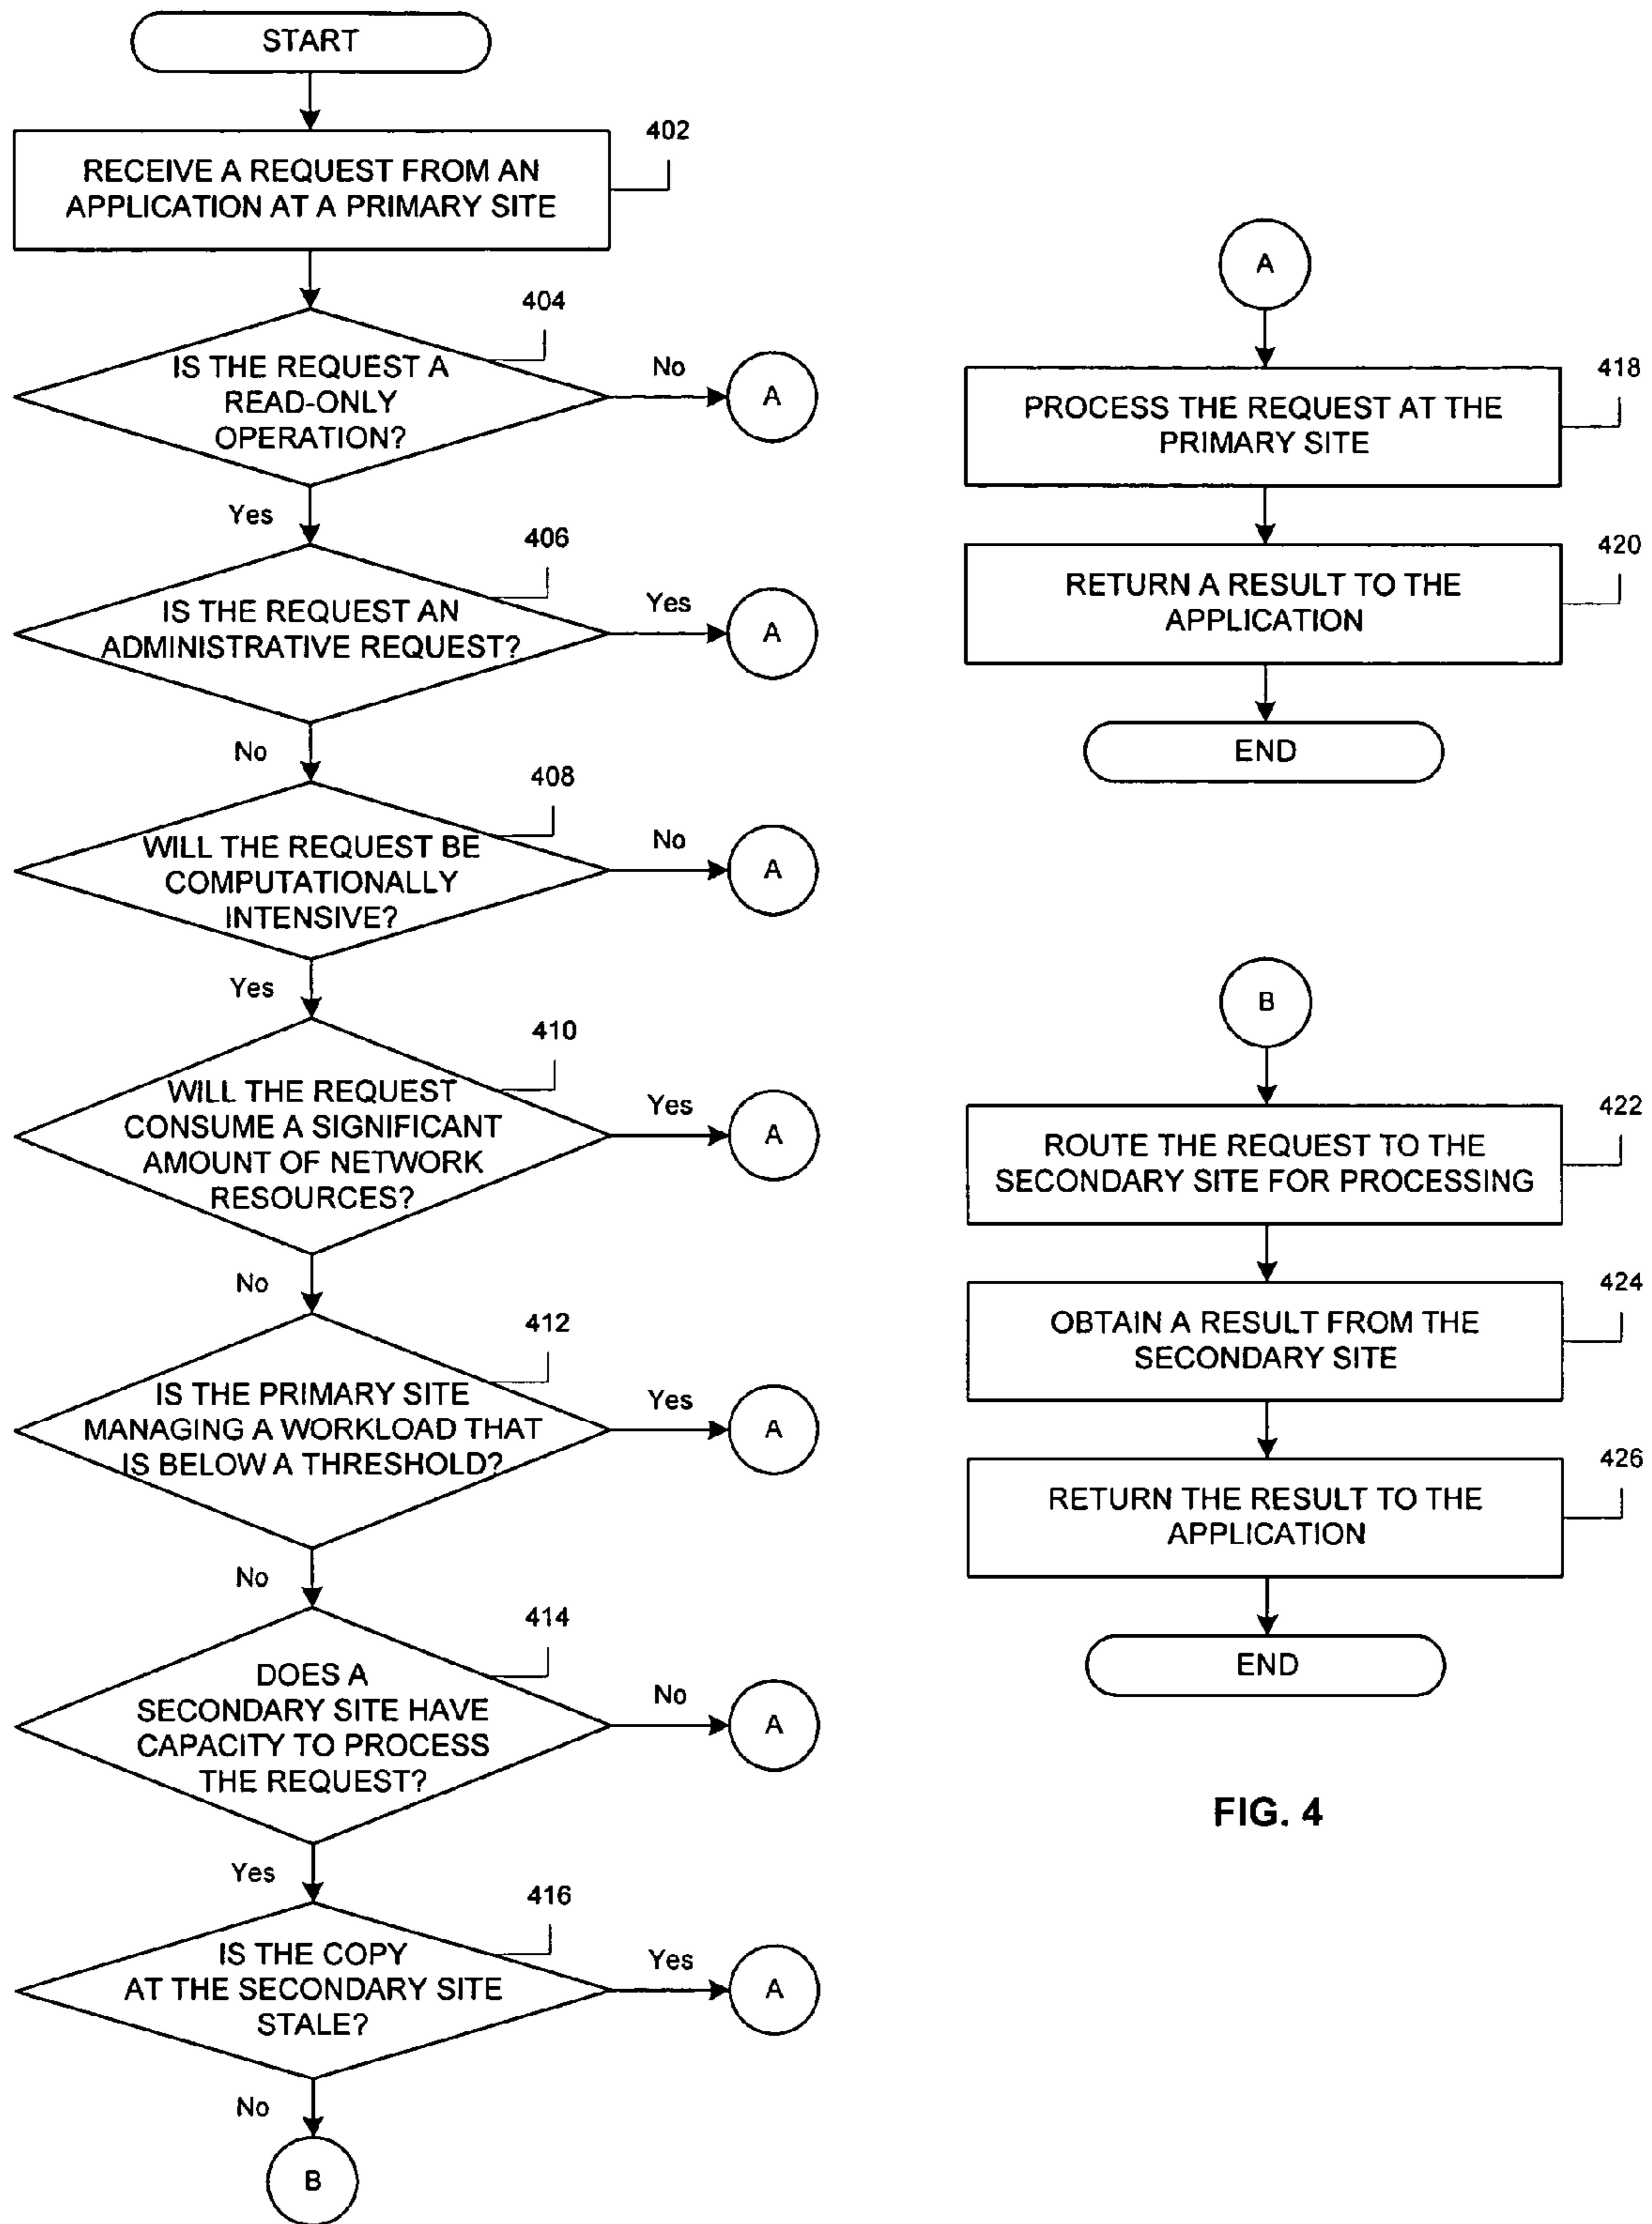 START
402
RECEIVE A REQUEST FROM AN
APPLICATION AT A PRIMARY SITE
404
IS THE REQUEST A
READ-ONLY
OPERATION?
No
A
Yes
406
IS THE REQUEST AN
ADMINISTRATIVE REQUEST?
Yes
A
No
408
WILL THE REQUEST BE
COMPUTATIONALLY
INTENSIVE?
No
A
Yes
410
WILL THE REQUEST
CONSUME A SIGNIFICANT
AMOUNT OF NETWORK
RESOURCES?
Yes
A
No
412
IS THE PRIMARY SITE
MANAGING A WORKLOAD THAT
IS BELOW A THRESHOLD?
Yes
A
No
414
DOES A
SECONDARY SITE HAVE
CAPACITY TO PROCESS
THE REQUEST?
No
A
Yes
416
IS THE COPY
AT THE SECONDARY SITE
STALE?
Yes
A
No
B
A
418
PROCESS THE REQUEST AT THE
PRIMARY SITE
420
RETURN A RESULT TO THE
APPLICATION
END
B
422
ROUTE THE REQUEST TO THE
SECONDARY SITE FOR PROCESSING
424
OBTAIN A RESULT FROM THE
SECONDARY SITE
426
RETURN THE RESULT TO THE
APPLICATION
END
FIG. 4